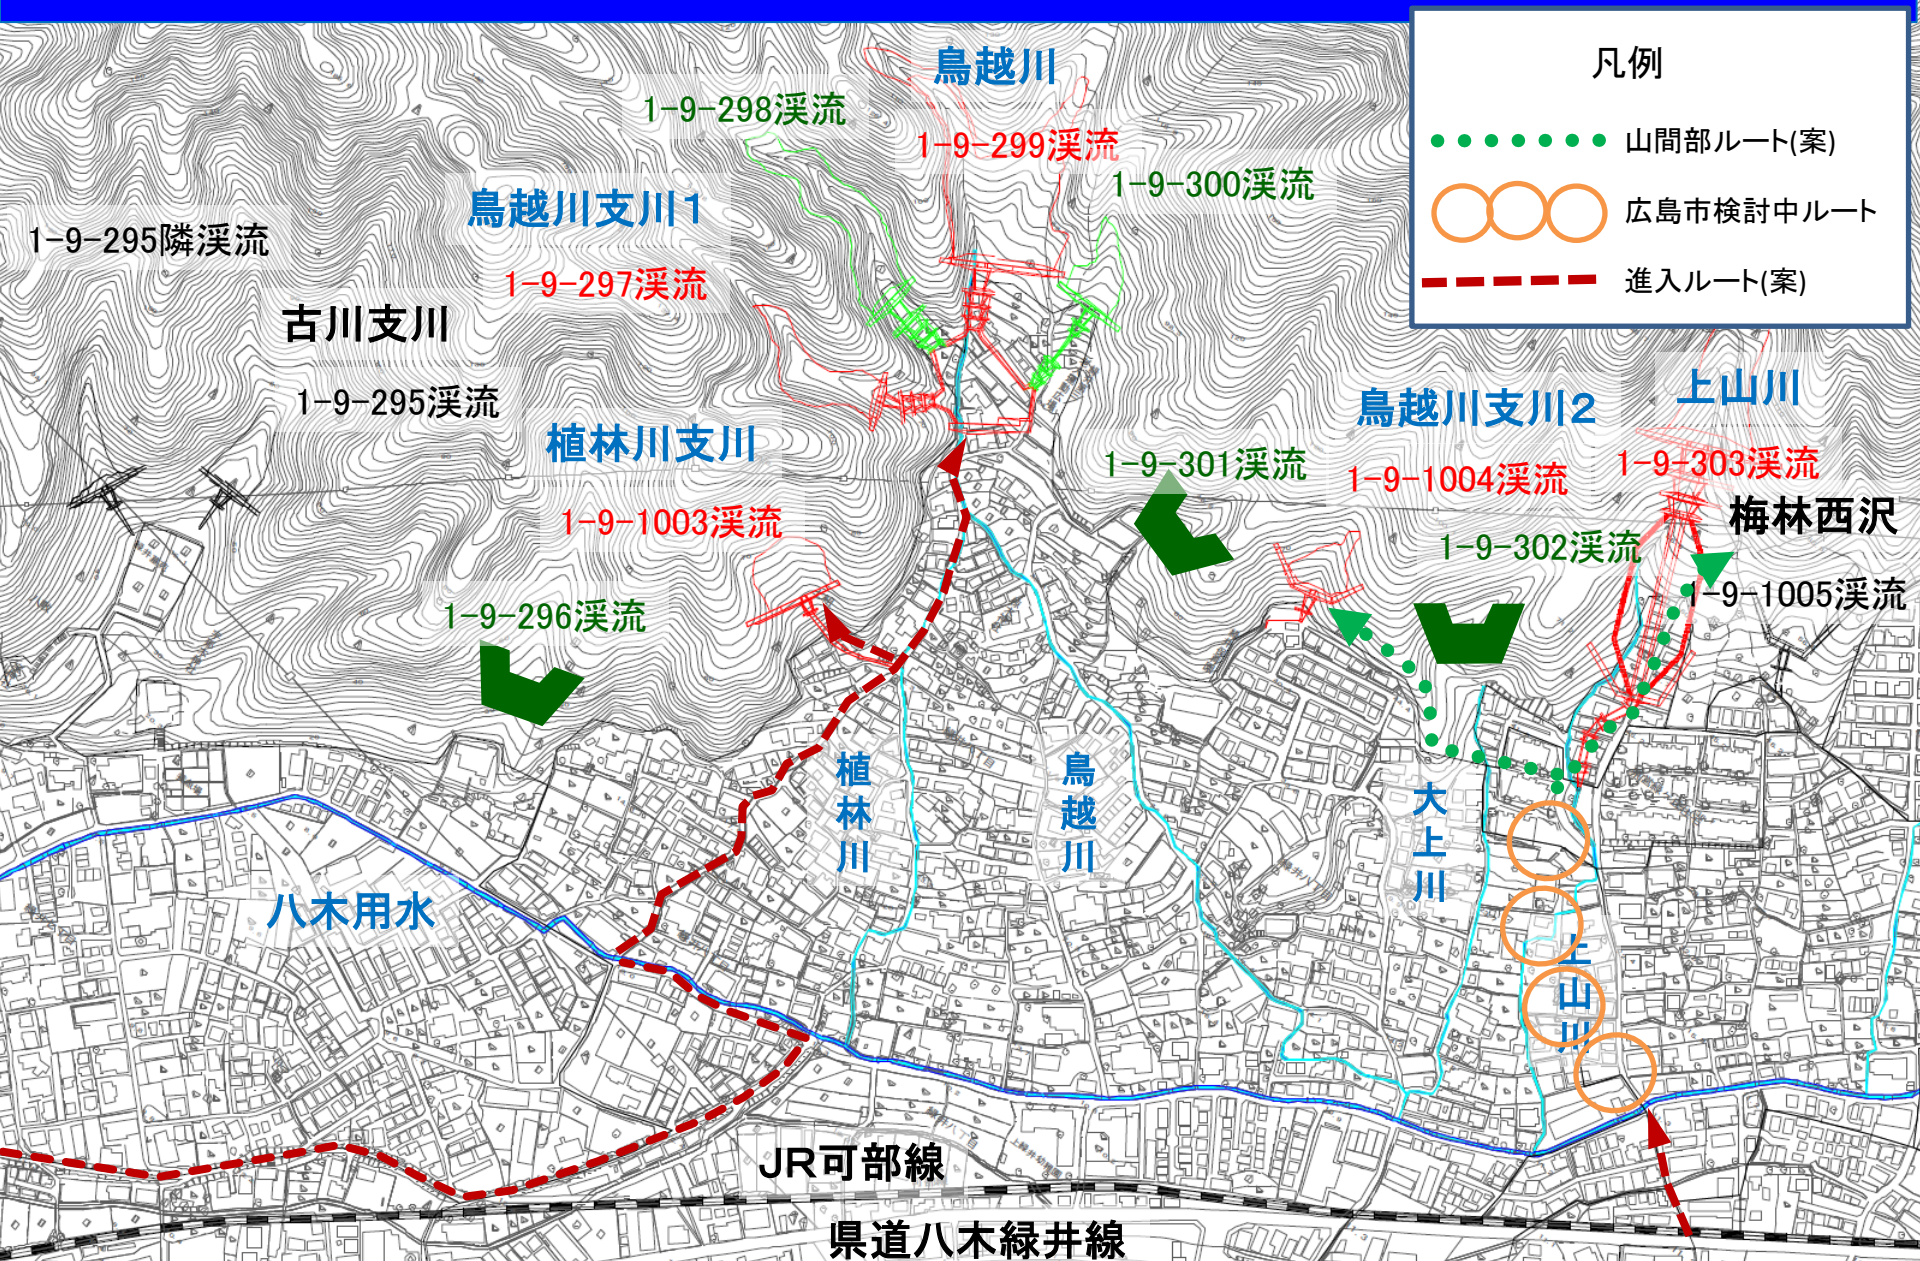 凡例
山間部ルート(案)
広島市検討中ルート
進入ルート(案)
鳥越川
1-9-298渓流
1-9-299渓流
1-9-300渓流
鳥越川支川1
1-9-295隣渓流
1-9-297渓流
古川支川
1-9-295渓流
植林川支川
1-9-1003渓流
1-9-296渓流
1-9-301渓流
鳥越川支川2
1-9-1004渓流
上山川
1-9-303渓流
梅林西沢
1-9-302渓流
1-9-1005渓流
植林川
鳥越川
大上川
上山川
八木用水
JR可部線
県道八木緑井線